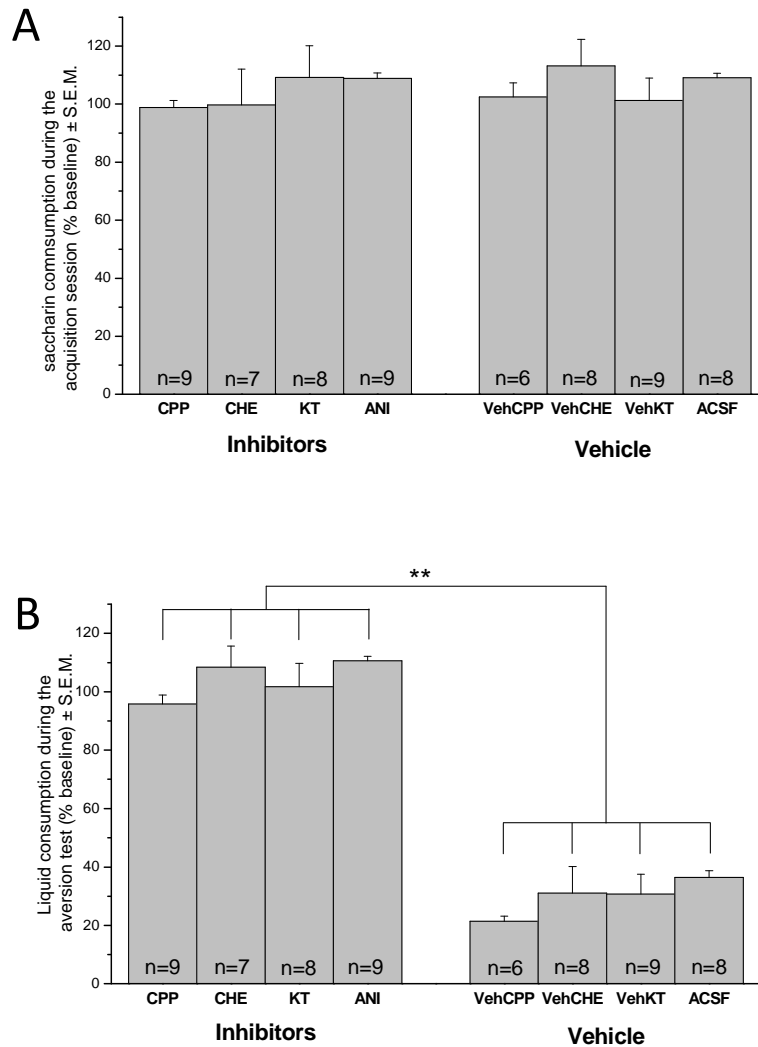 A
saccharin comnsumption during the
acquisition session (% baseline) ± S.E.M.
120
100
80
60
40
20
0
n=9 n=7 n=8 n=9 n=6 n=8 n=9 n=8
CPP CHE KT ANI VehCPP VehCHE VehKT ACSF
Inhibitors Vehicle
**
B
Liquid consumption during the
aversion test (% baseline) ± S.E.M.
120
100
80
60
40
20
0
n=9 n=7 n=8 n=9 n=6 n=8 n=9 n=8
CPP CHE KT ANI VehCPP VehCHE VehKT ACSF
Inhibitors Vehicle